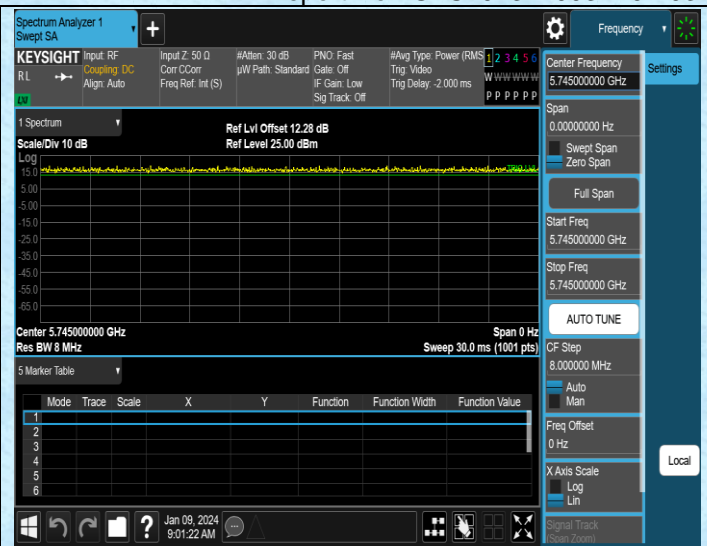 Spectrum Analyzer 1
Swept SA
Frequency
KEYSIGHT
RL
LXI
Input: RF
Coupling: DC
Align: Auto
Input Z: 50 Ω
Corr CCorr
Freq Ref: Int (S)
#Atten: 30 dB
µW Path: Standard
PNO: Fast
Gate: Off
IF Gain: Low
Sig Track: Off
#Avg Type: Power (RMS
Trig: Video
Trig Delay: -2.000 ms
1 2 3 4 5 6
W W W W W W
P P P P P P
1 Spectrum
Scale/Div 10 dB
Ref Lvl Offset 12.28 dB
Ref Level 25.00 dBm
Log
15.0
5.00
-5.00
-15.0
-25.0
-35.0
-45.0
-55.0
-65.0
Center 5.745000000 GHz
Span 0 Hz
Res BW 8 MHz
Sweep 30.0 ms (1001 pts)
5 Marker Table
Mode Trace Scale X Y Function Function Width Function Value
1
2
3
4
5
6
?
Jan 09, 2024
9:01:22 AM
Center Frequency
5.745000000 GHz
Settings
Span
0.00000000 Hz
Swept Span
Zero Span
Full Span
Start Freq
5.745000000 GHz
Stop Freq
5.745000000 GHz
AUTO TUNE
CF Step
8.000000 MHz
Auto
Man
Freq Offset
0 Hz
X Axis Scale
Log
Lin
Signal Track
(Span Zoom)
Local